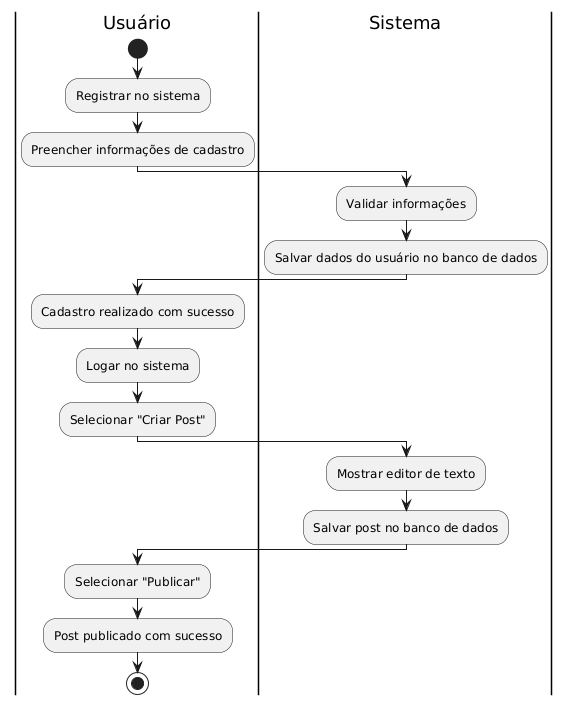 Usuário
Sistema
Registrar no sistema
Preencher informações de cadastro
Validar informações
Salvar dados do usuário no banco de dados
Cadastro realizado com sucesso
Logar no sistema
Selecionar "Criar Post"
Mostrar editor de texto
Salvar post no banco de dados
Selecionar "Publicar"
Post publicado com sucesso